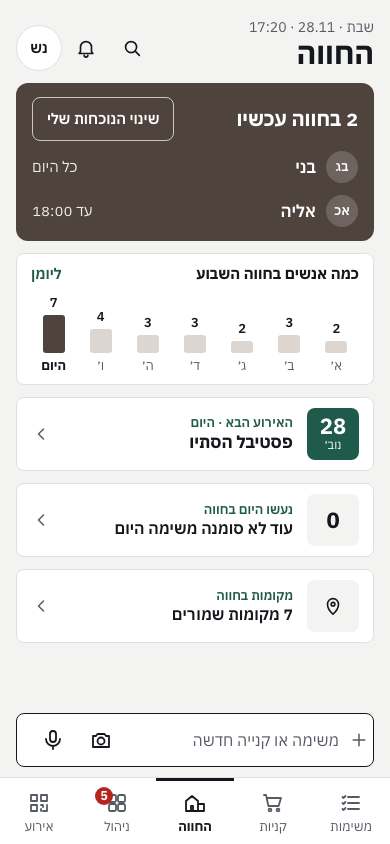 שבת · 28.11 · 17:20
החווה
נש
2 בחווה עכשיו
שינוי הנוכחות שלי
בג
בני
כל היום
אכ
אליה
עד 18:00
כמה אנשים בחווה השבוע
ליומן
2 3 2 3 3 4 7
א׳ ב׳ ג׳ ד׳ ה׳ ו׳ היום
28
נוב׳
האירוע הבא · היום
פסטיבל הסתיו
0
נעשו היום בחווה
עוד לא סומנה משימה היום
מקומות בחווה
7 מקומות שמורים
משימה או קנייה חדשה
5
משימות קניות החווה ניהול אירוע